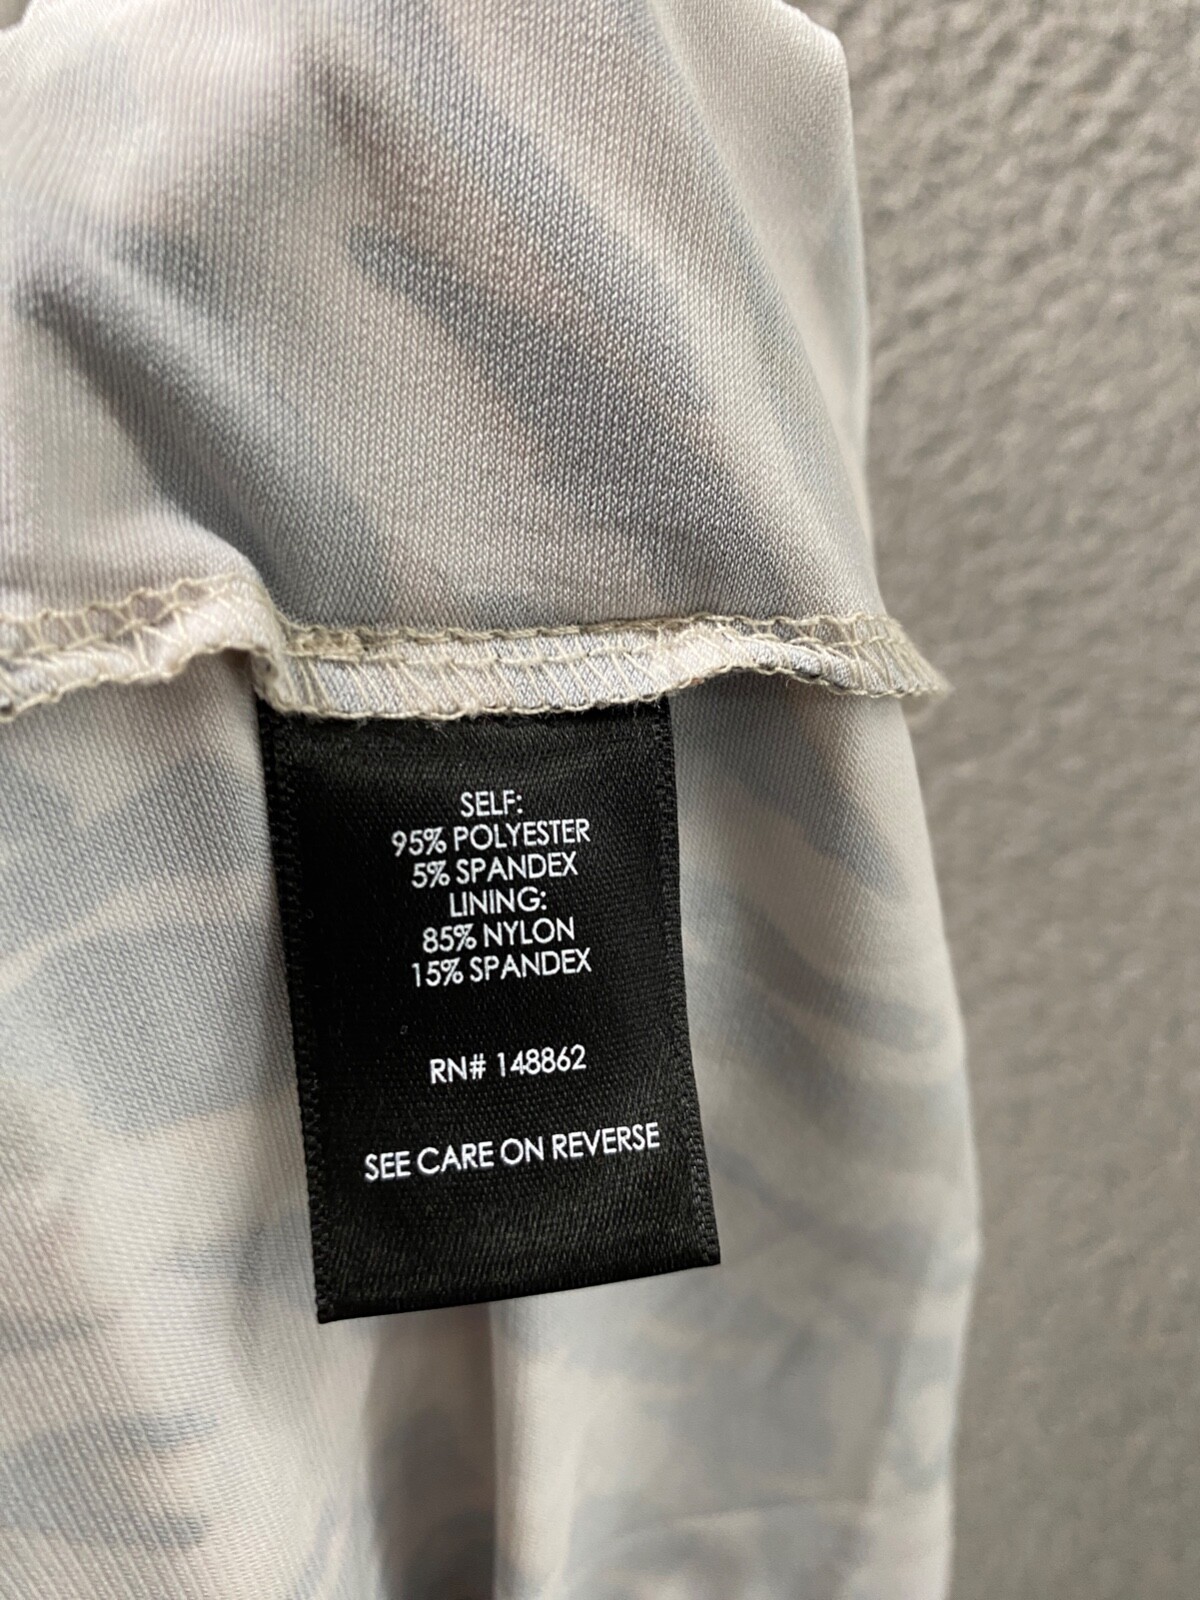 SELF:
95% POLYESTER
5% SPANDEX
LINING:
85% NYLON
15% SPANDEX
RN# 148862
SEE CARE ON REVERSE